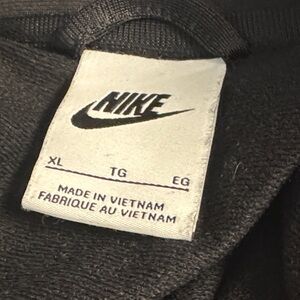 NIKE
XL TG EG
MADE IN VIETNAM
FABRIQUE AU VIETNAM